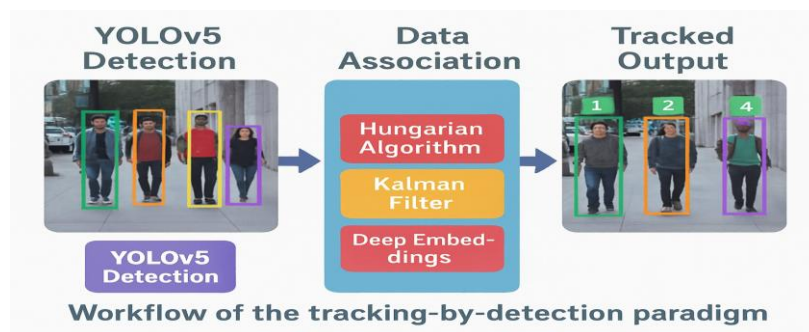 YOLOv5
Detection
Data
Association
Tracked
Output
Hungarian
Algorithm
Kalman
Filter
Deep Embed-
dings
YOLOv5
Detection
1
2
4
Workflow of the tracking-by-detection paradigm